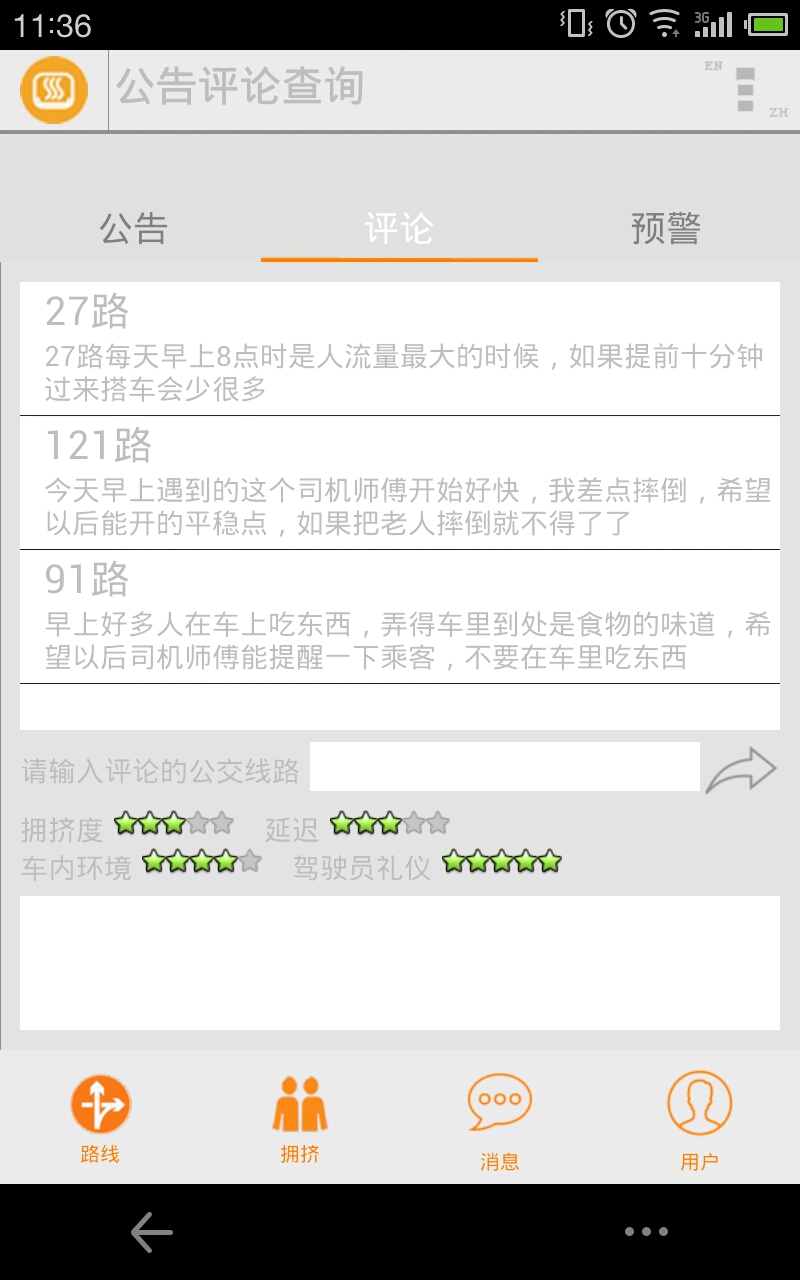 11:36
3G
公告评论查询
EN
ZH
公告
评论
预警
27路
27路每天早上8点时是人流量最大的时候，如果提前十分钟
过来搭车会少很多
121路
今天早上遇到的这个司机师傅开始好快，我差点摔倒，希望
以后能开的平稳点，如果把老人摔倒就不得了了
91路
早上好多人在车上吃东西，弄得车里到处是食物的味道，希
望以后司机师傅能提醒一下乘客，不要在车里吃东西
请输入评论的公交线路
拥挤度 延迟
车内环境 驾驶员礼仪
路线
拥挤
消息
用户